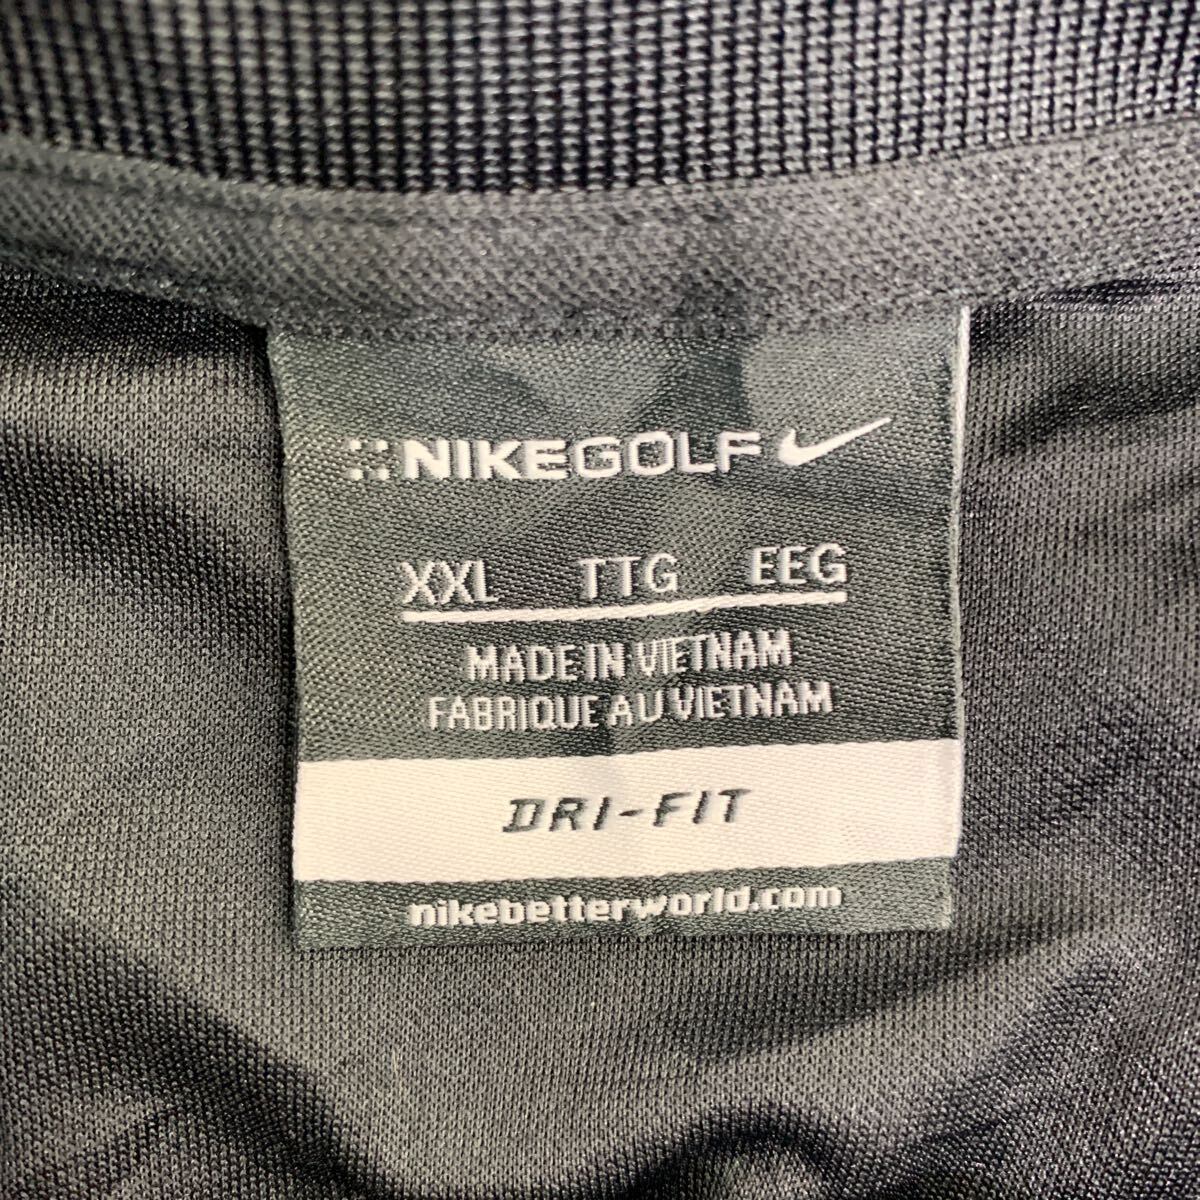 NIKEGOLF
XXL TTG EEG
MADE IN VIETNAM
FABRIQUE AU VIETNAM
DRI-FIT
nikebetterworld.com